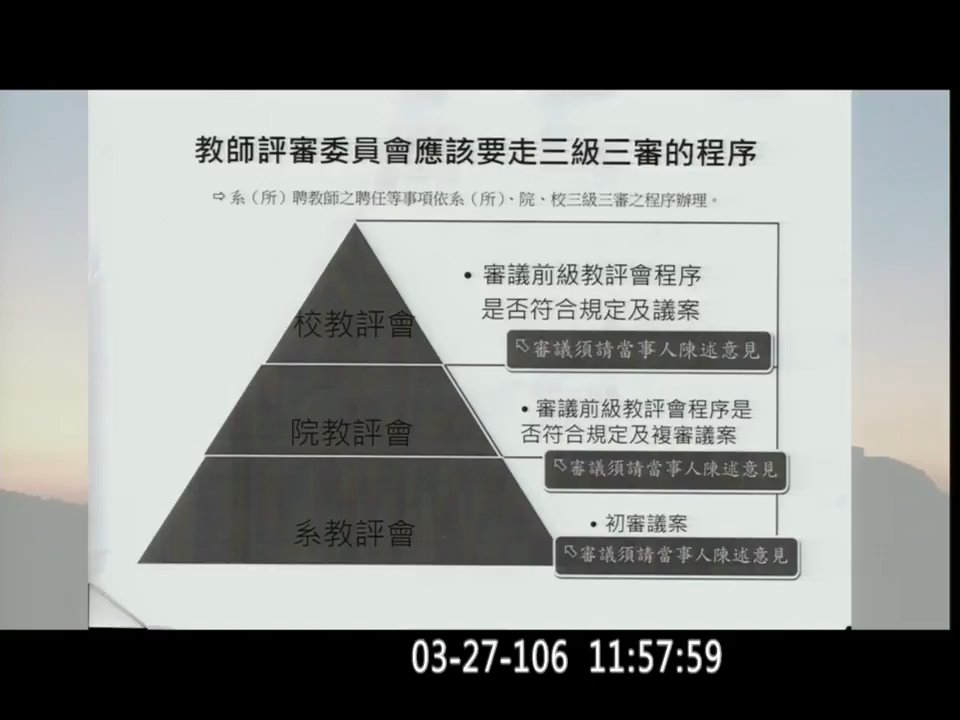 教師評審委員會應該要走三級三審的程序
⇨系（所）聘教師之聘任等事項依系（所）、院、校三級三審之程序辦理。
校教評會
• 審議前級教評會程序
是否符合規定及議案
審議須請當事人陳述意見
院教評會
• 審議前級教評會程序是
否符合規定及複審議案
審議須請當事人陳述意見
系教評會
• 初審議案
審議須請當事人陳述意見
03-27-106 11:57:59